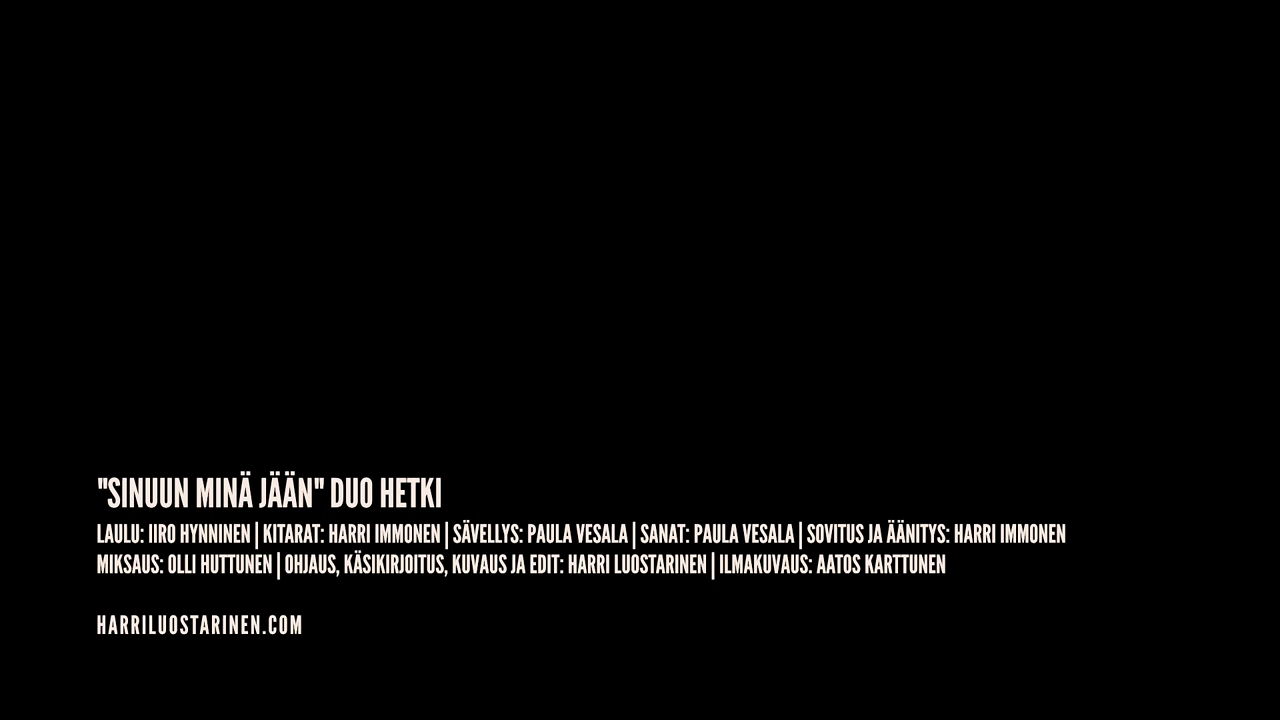 "SINUUN MINÄ JÄÄN" DUO HETKI
LAULU: IIRO HYNNINEN | KITARAT: HARRI IMMONEN | SÄVELLYS: PAULA VESALA | SANAT: PAULA VESALA | SOVITUS JA ÄÄNITYS: HARRI IMMONEN
MIKSAUS: OLLI HUTTUNEN | OHJAUS, KÄSIKIRJOITUS, KUVAUS JA EDIT: HARRI LUOSTARINEN | ILMAKUVAUS: AATOS KARTTUNEN
HARRILUOSTARINEN.COM